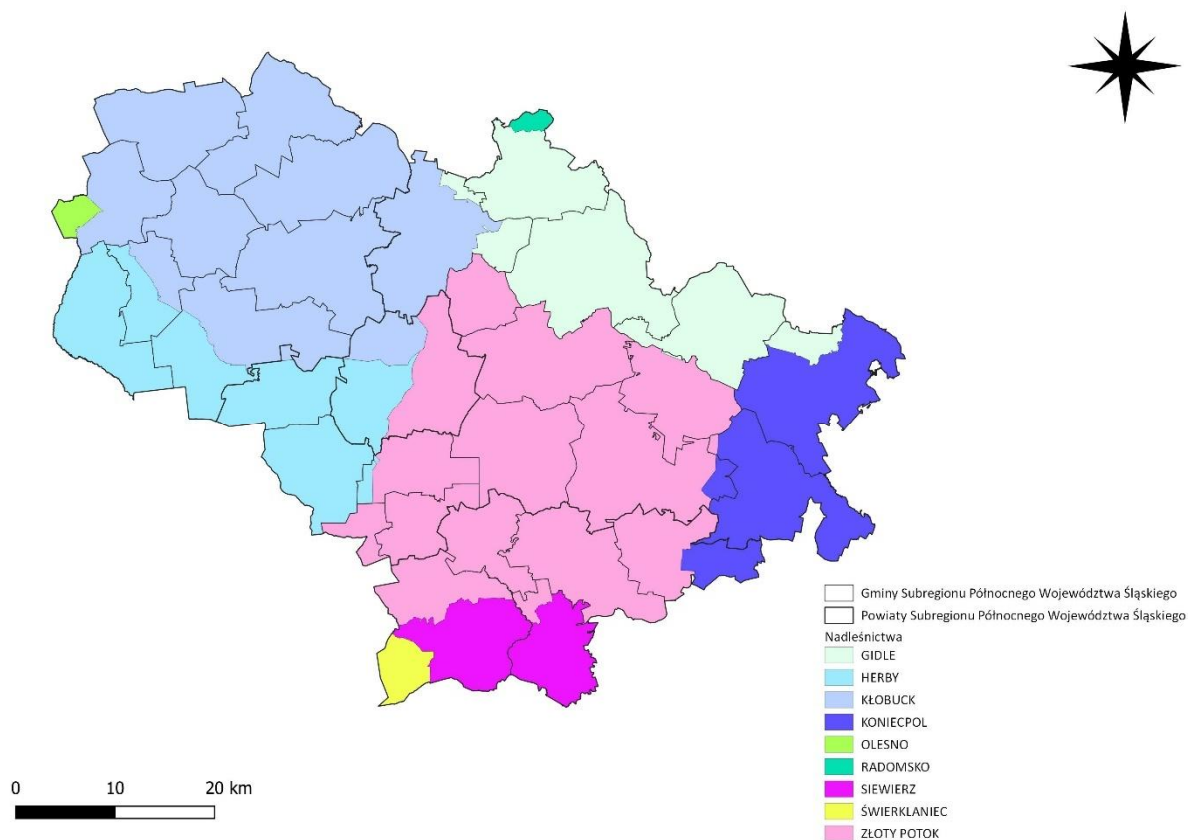 Gminy Subregionu Północnego Województwa Śląskiego
Powiaty Subregionu Północnego Województwa Śląskiego
Nadleśnictwa
GIDLE
HERBY
KŁOBUCK
KONIECPOL
OLESNO
RADOMSKO
SIEWIERZ
ŚWIERKLANIEC
ZŁOTY POTOK
0 10 20 km